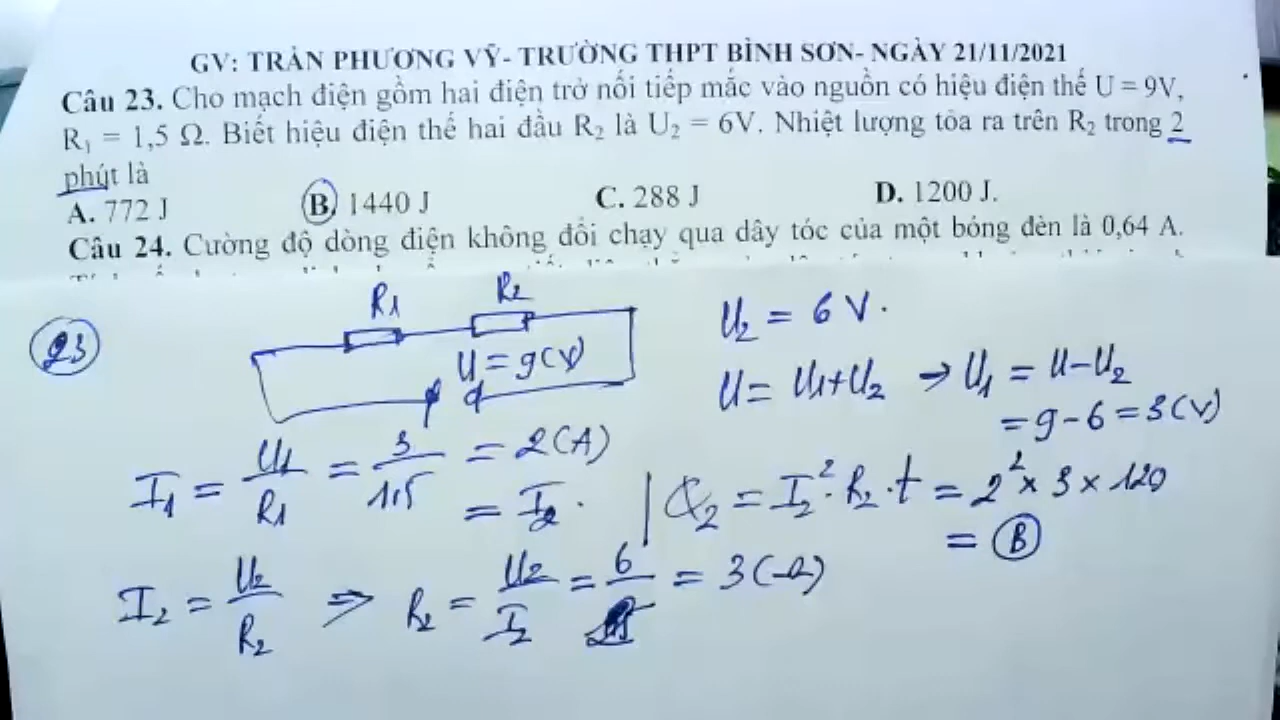 GV: TRẦN PHƯƠNG VỸ- TRƯỜNG THPT BÌNH SƠN- NGÀY 21/11/2021
Câu 23. Cho mạch điện gồm hai điện trở nối tiếp mắc vào nguồn có hiệu điện thế U = 9V,
R₁ = 1,5 Ω. Biết hiệu điện thế hai đầu R₂ là U₂ = 6V. Nhiệt lượng tỏa ra trên R₂ trong 2
phút là
A. 772 J B. 1440 J C. 288 J D. 1200 J.
Câu 24. Cường độ dòng điện không đổi chạy qua dây tóc của một bóng đèn là 0,64 A.
23
R₁ R₂
U = 9(V)
U₂ = 6 V.
U = U₁+U₂ → U₁ = U-U₂
= 9 - 6 = 3(V)
I₁ = U₁/R₁ = 3/1,5 = 2(A)
= I₂.
Q₂ = I₂².R₂.t = 2² × 3 × 120
= B
I₂ = U₂/R₂ ⇒ R₂ = U₂/I₂ = 6/ = 3(Ω)